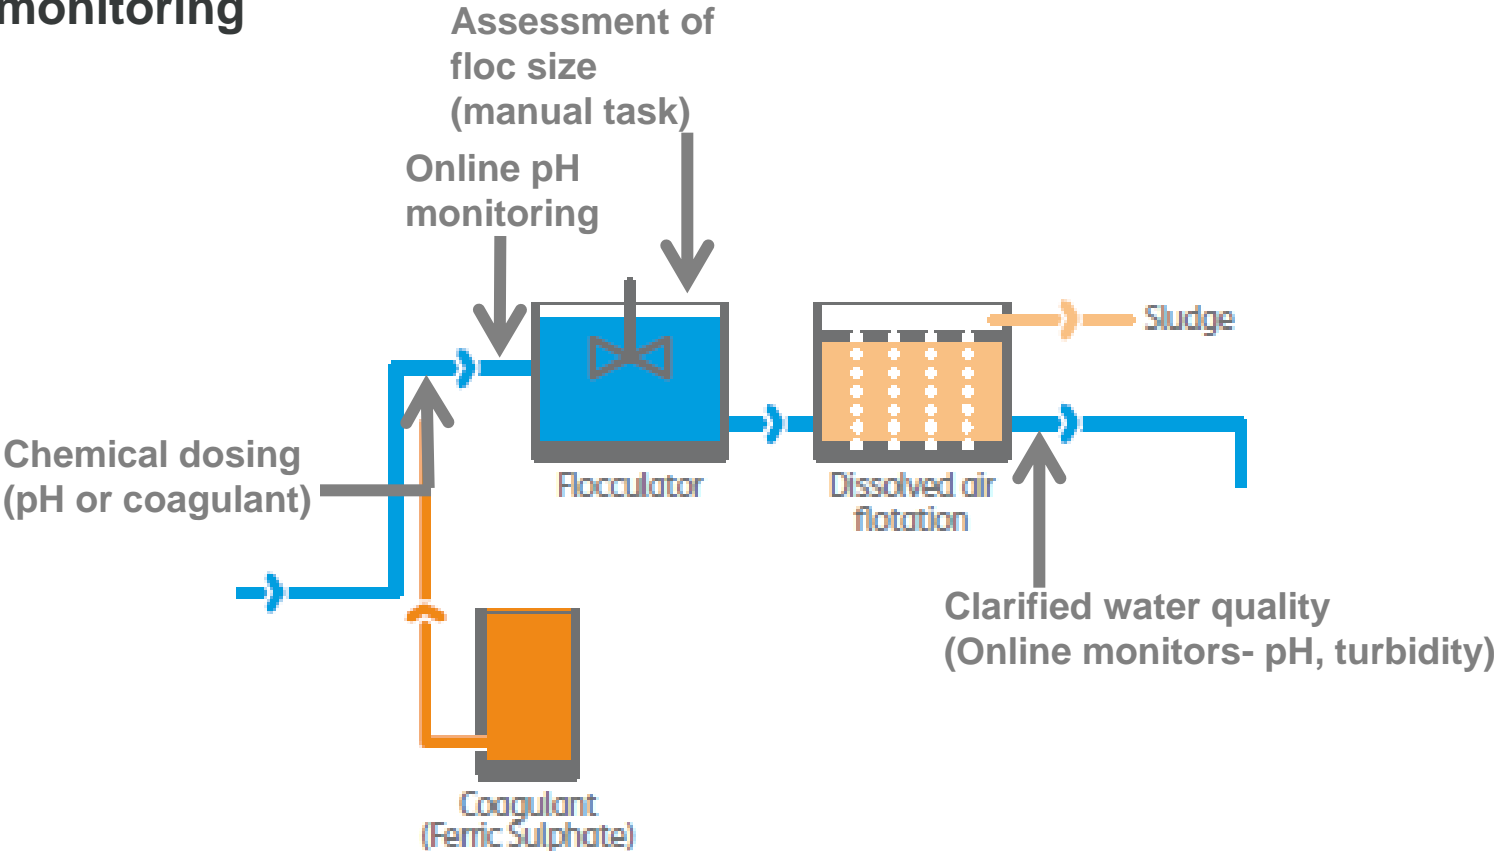 monitoring
Assessment of
floc size
(manual task)
Online pH
monitoring
Sludge
Chemical dosing
(pH or coagulant)
Flocculator
Dissolved air
flotation
Clarified water quality
(Online monitors- pH, turbidity)
Coagulant
(Ferric Sulphate)